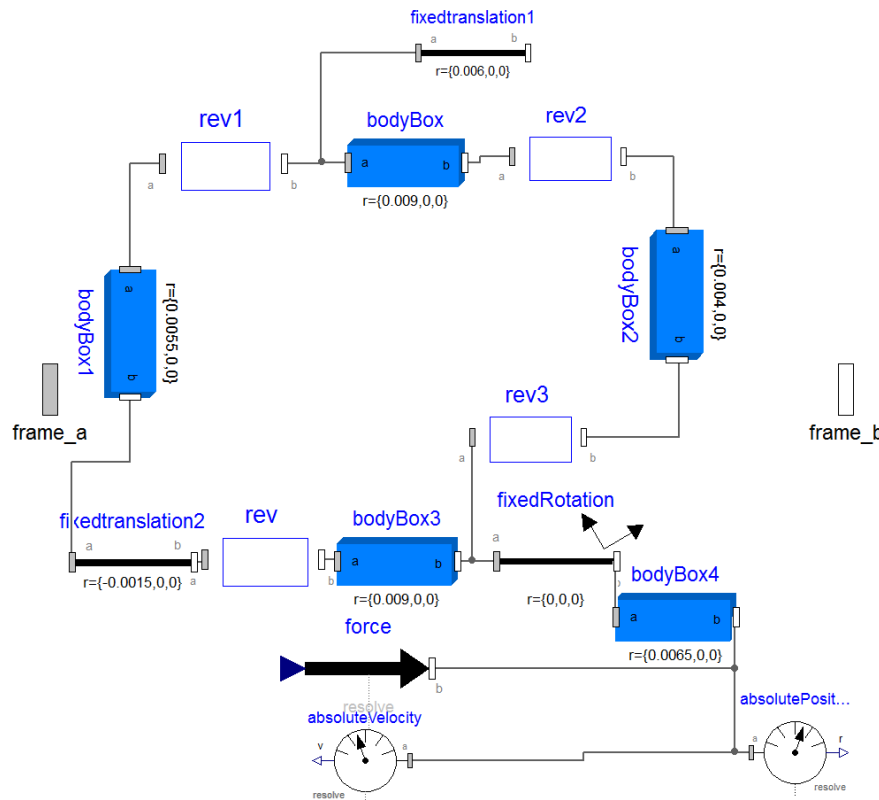 fixedtranslation1
a b
r={0.006,0,0}
rev1
a b
bodyBox
a b
r={0.009,0,0}
rev2
a b
bodyBox1
a
b
r={0.0055,0,0}
bodyBox2
a
b
r={0.004,0,0}
frame_a
frame_b
rev3
a b
fixedtranslation2
a b
r={-0.0015,0,0}
rev
a b
bodyBox3
a b
r={0.009,0,0}
fixedRotation
a b
r={0,0,0}
bodyBox4
a b
r={0.0065,0,0}
force
b
resolve
absoluteVelocity
v a
resolve
absolutePosit...
a r
resolve